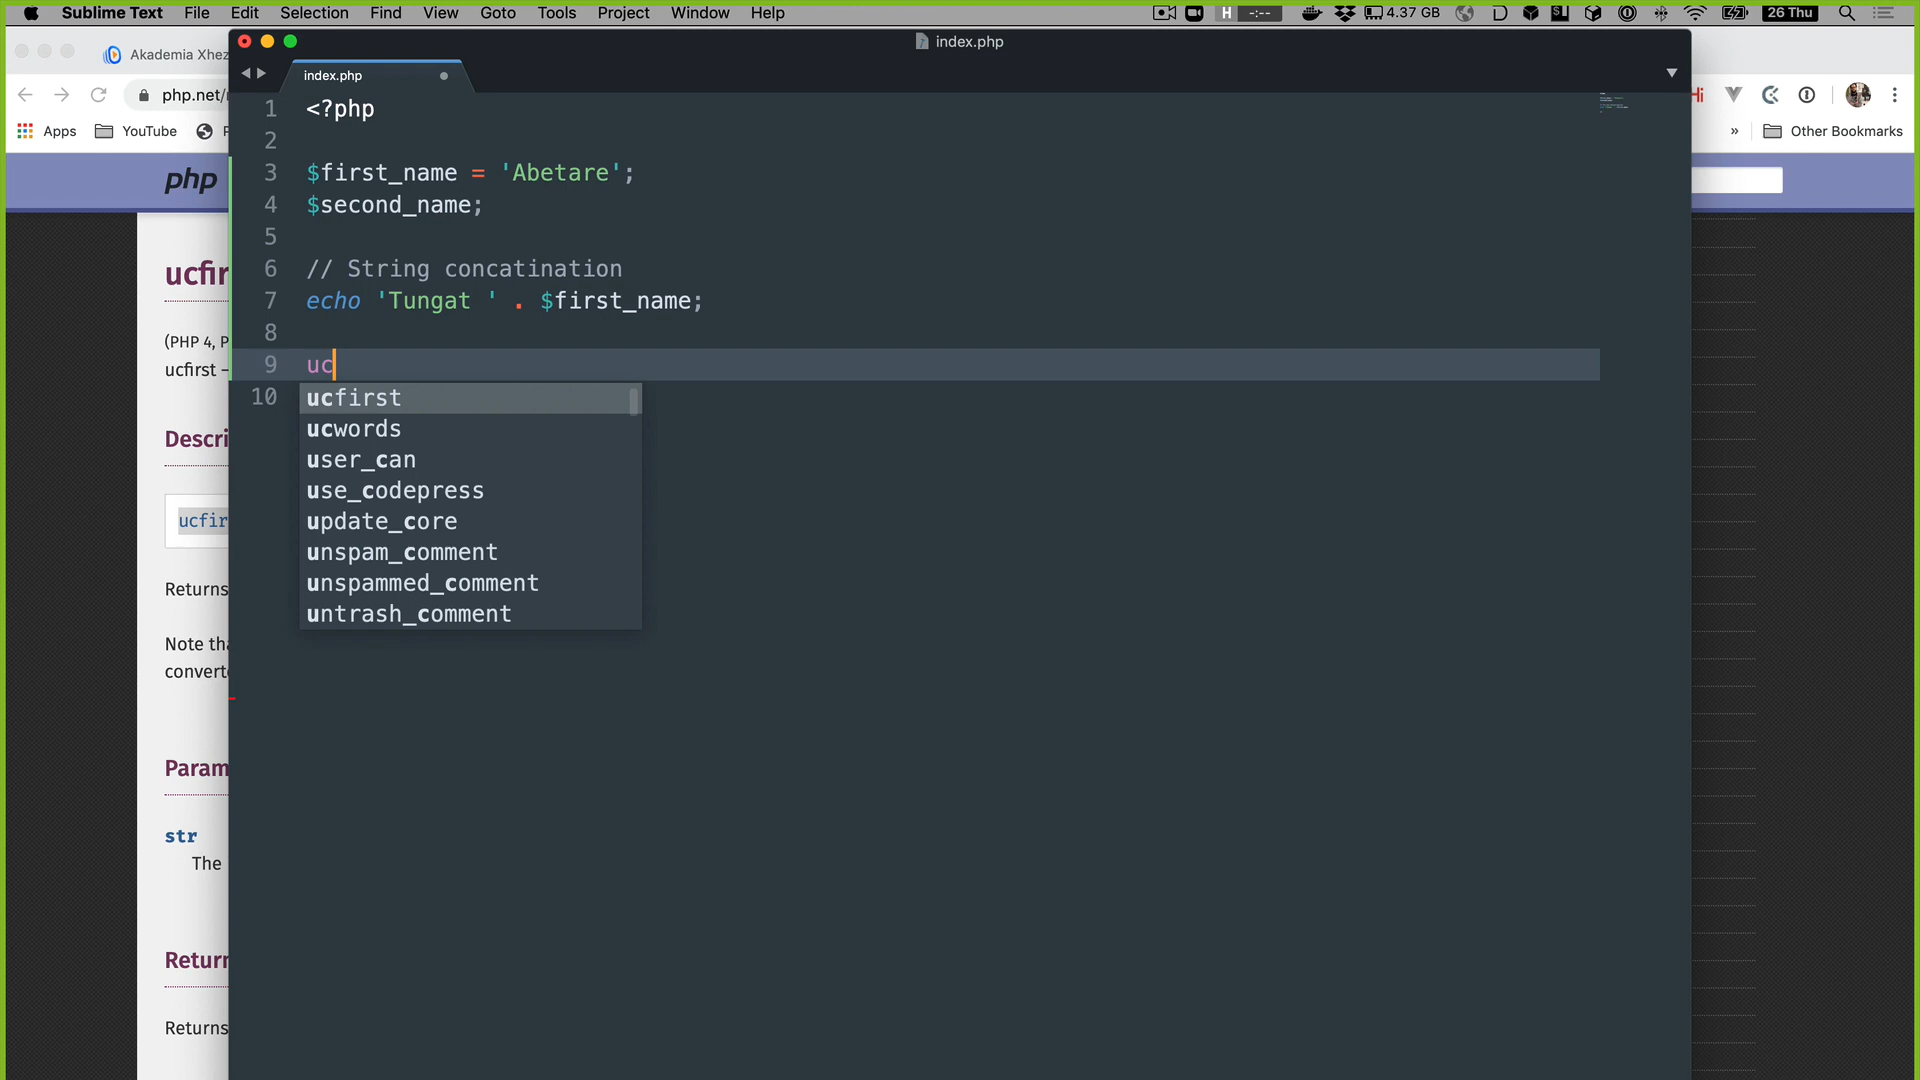 Sublime Text File Edit Selection Find View Goto Tools Project Window Help H -:-- 4.37 GB 26 Thu
index.php
Akademia Xhez
index.php
php.net/
Apps YouTube » Other Bookmarks
php
1 <?php
2
3 $first_name = 'Abetare';
4 $second_name;
5
6 // String concatination
7 echo 'Tungat ' . $first_name;
8
9 uc
10
ucfirst
ucwords
user_can
use_codepress
update_core
unspam_comment
unspammed_comment
untrash_comment
ucfir
(PHP 4, P
ucfirst –
Descri
ucfir
Returns
Note tha
converte
Param
str
The
Return
Returns